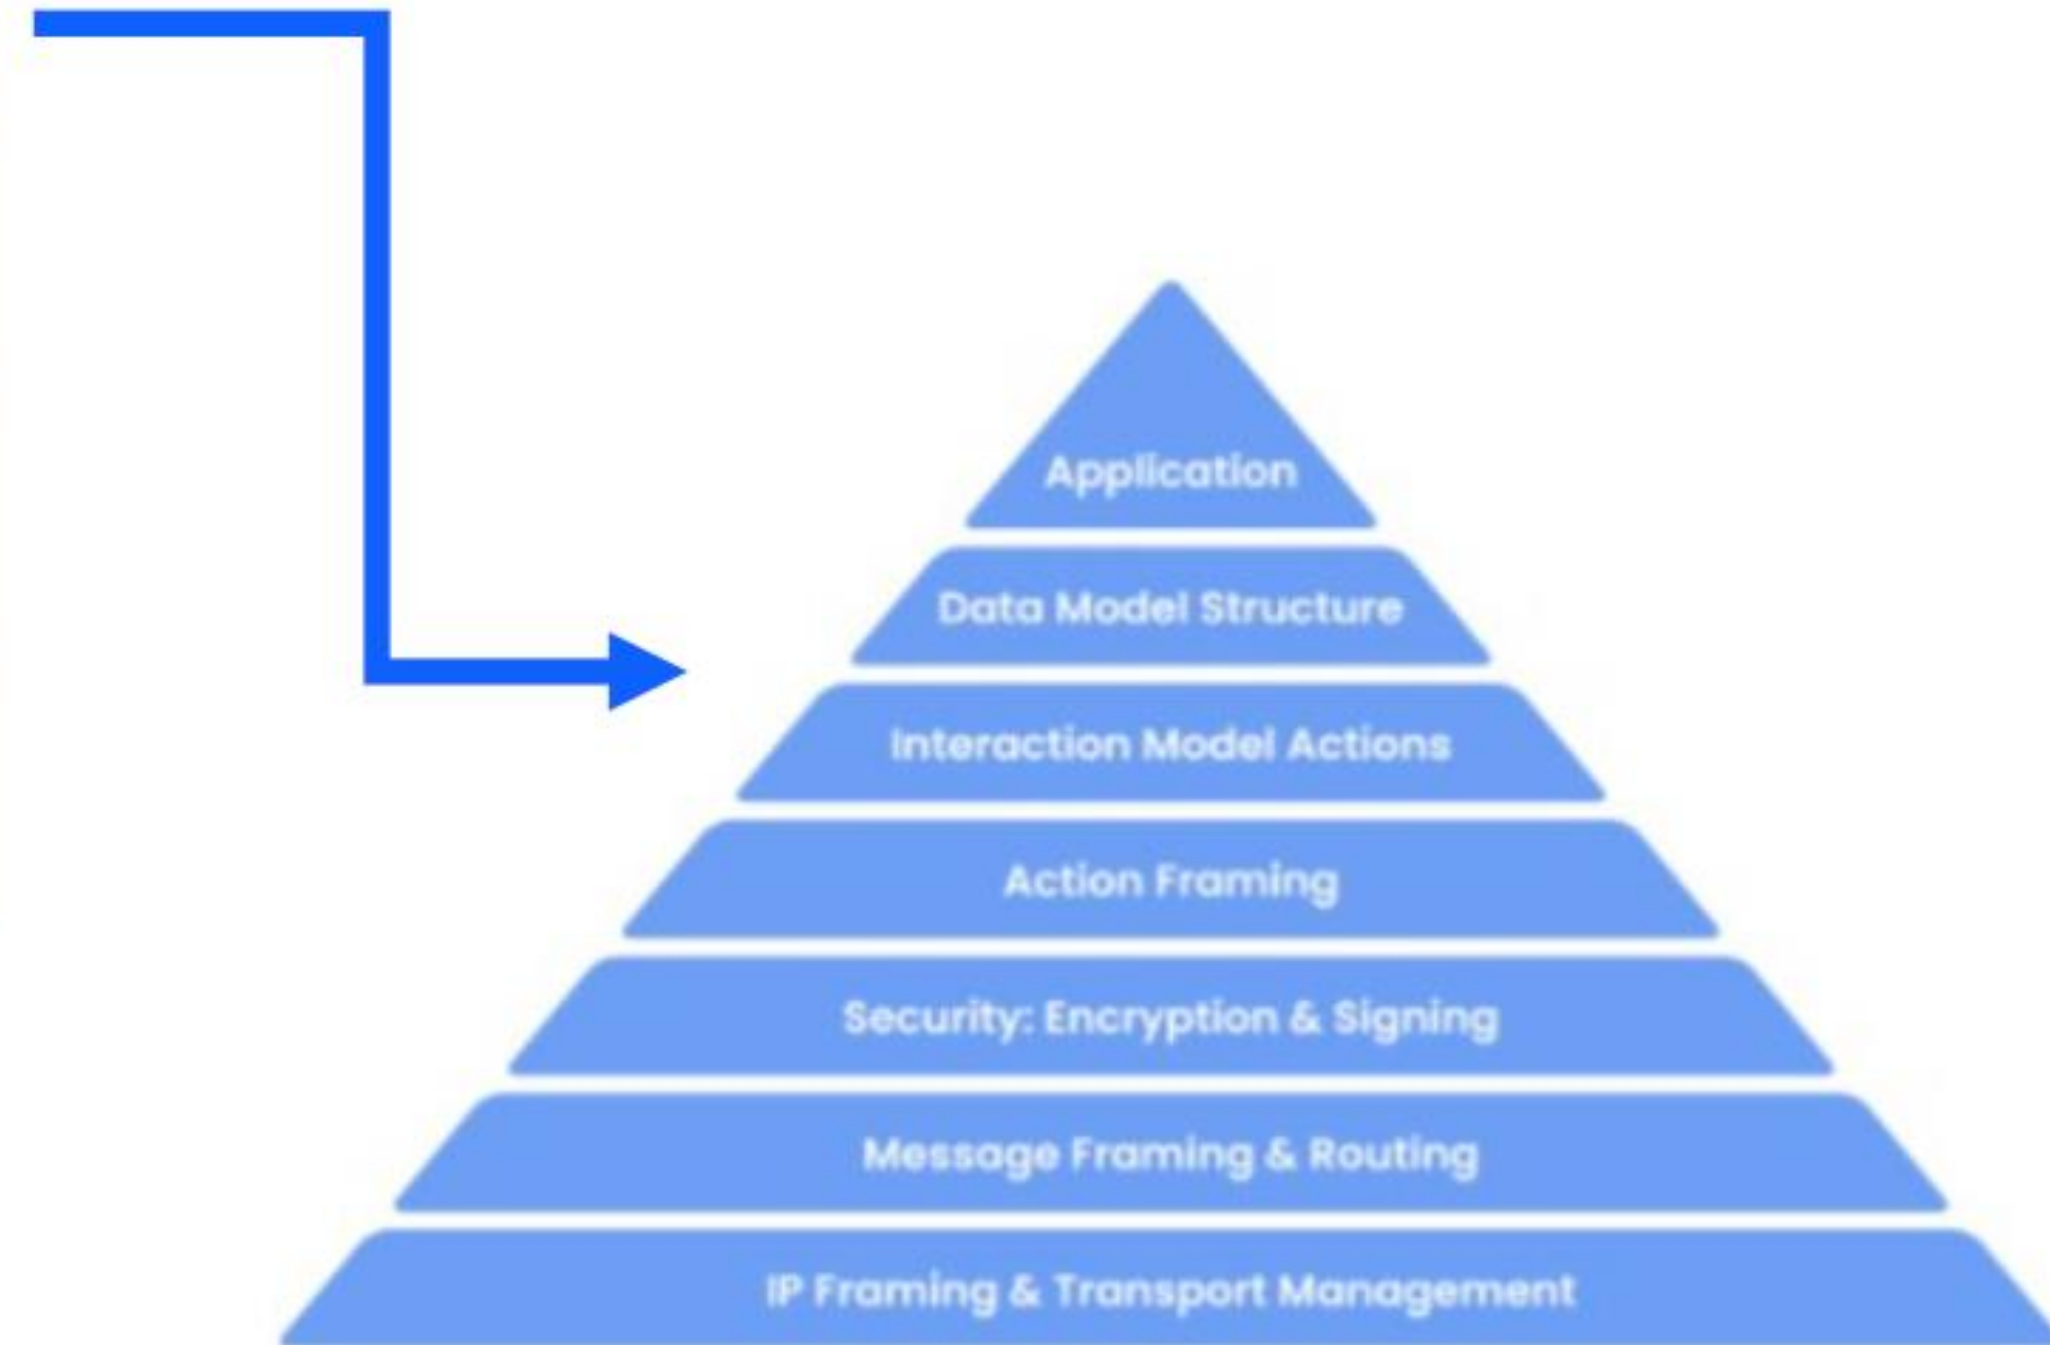 Application
Data Model Structure
Interaction Model Actions
Action Framing
Security: Encryption & Signing
Message Framing & Routing
IP Framing & Transport Management